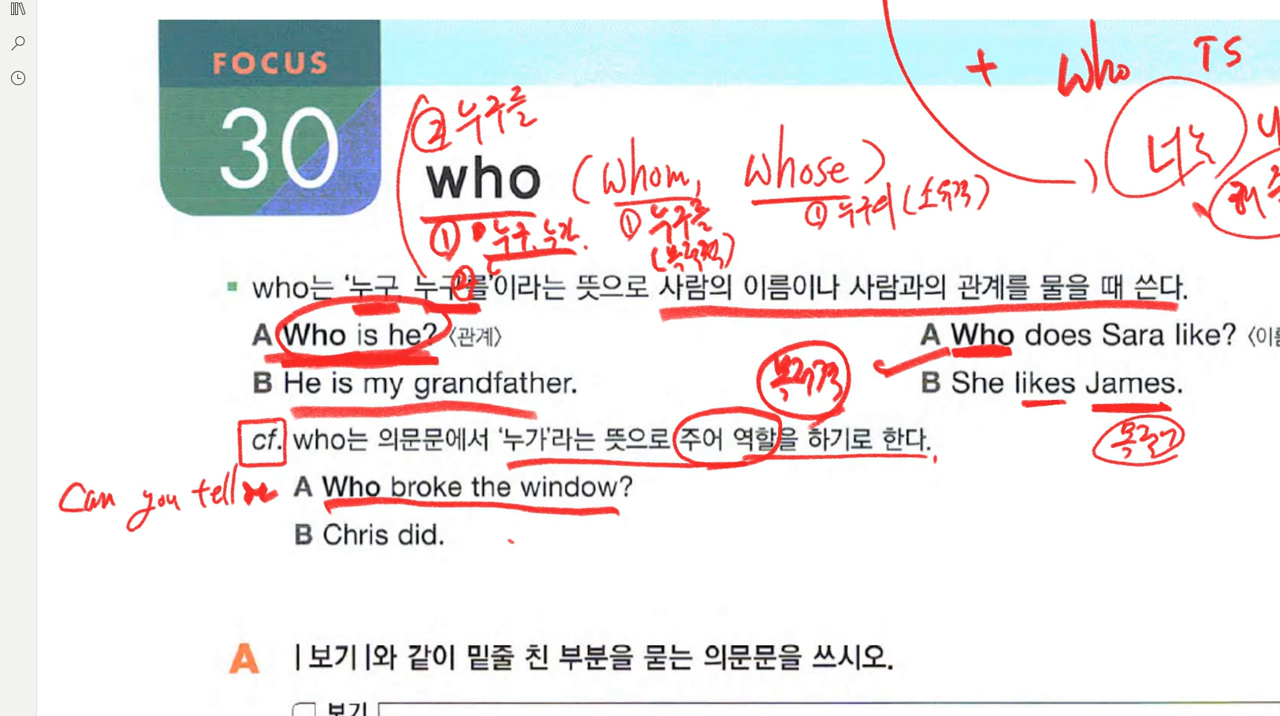 FOCUS
30
+ Who TS
② 누구를
who (whom, whose)
너는
① 누구, 누가. ① 누구를 ① 누구의 (소유격)
(목적격)
who는 '누구, 누구를'이라는 뜻으로 사람의 이름이나 사람과의 관계를 물을 때 쓴다.
A Who is he? <관계>
B He is my grandfather.
A Who does Sara like? <이름
B She likes James.
목적격
목적어
cf. who는 의문문에서 '누가'라는 뜻으로 주어 역할을 하기로 한다.
Can you tell me
A Who broke the window?
B Chris did.
A |보기|와 같이 밑줄 친 부분을 묻는 의문문을 쓰시오.
보기